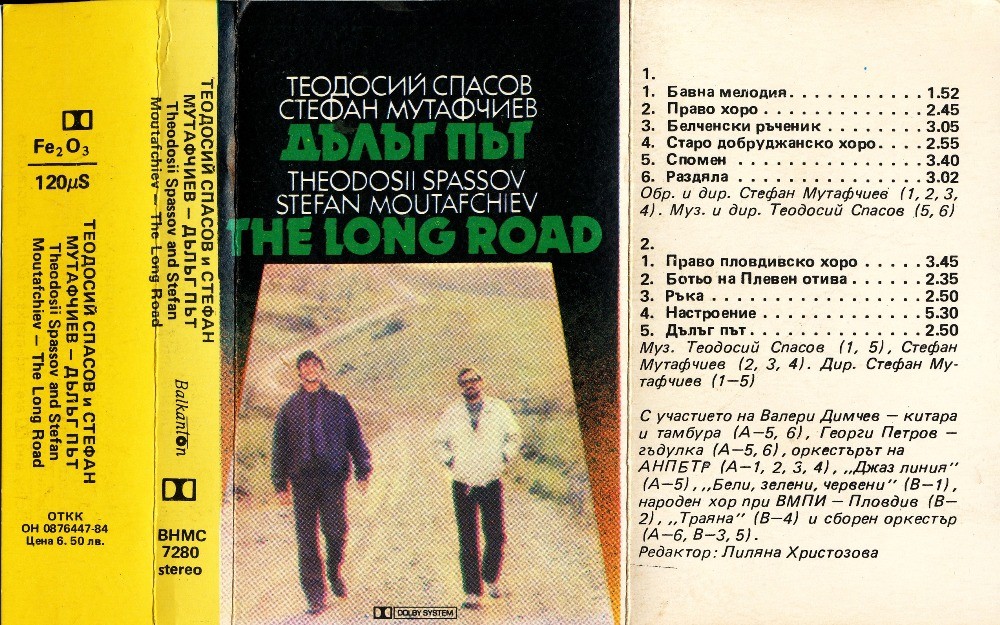 Fe2O3
120µS
ТЕОДОСИЙ СПАСОВ и СТЕФАН
МУТАФЧИЕВ – ДЪЛЪГ ПЪТ
Theodosii Spassov and Stefan
Moutafchiev – The Long Road
ОТКК
ОН 0876447-84
Цена 6. 50 лв.
ТЕОДОСИЙ СПАСОВ и СТЕФАН
МУТАФЧИЕВ – ДЪЛЪГ ПЪТ
Theodosii Spassov and Stefan
Moutafchiev – The Long Road
Balkanton
ВНМС
7280
stereo
ТЕОДОСИЙ СПАСОВ
СТЕФАН МУТАФЧИЕВ
ДЪЛЪГ ПЪТ
THEODOSII SPASSOV
STEFAN MOUTAFCHIEV
THE LONG ROAD
DOLBY SYSTEM
1.
1. Бавна мелодия. . . . . . . . . . . . 1.52
2. Право хоро . . . . . . . . . . . . . . 2.45
3. Белченски ръченик . . . . . . . . . 3.05
4. Старо добруджанско хоро. . . . 2.55
5. Спомен . . . . . . . . . . . . . . . . . 3.40
6. Раздяла . . . . . . . . . . . . . . . . 3.02
Обр. и дир. Стефан Мутафчиев (1, 2, 3,
4). Муз. и дир. Теодосий Спасов (5, 6)
2.
1. Право пловдивско хоро . . . . . 3.45
2. Ботьо на Плевен отива . . . . . . 2.35
3. Ръка . . . . . . . . . . . . . . . . . . 2.50
4. Настроение . . . . . . . . . . . . . 5.30
5. Дълъг път. . . . . . . . . . . . . . . 2.50
Муз. Теодосий Спасов (1, 5), Стефан
Мутафчиев (2, 3, 4). Дир. Стефан Му-
тафчиев (1–5)
С участието на Валери Димчев – китара
и тамбура (А–5, 6), Георги Петров –
гъдулка (А–5, 6), оркестърът на
АНПБТР (А–1, 2, 3, 4), „Джаз линия”
(А–5) , „Бели, зелени, червени” (В–1),
народен хор при ВМПИ – Пловдив (В–
2), „Траяна” (В–4) и сборен оркестър
(А–6, В–3, 5).
Редактор: Лиляна Христозова